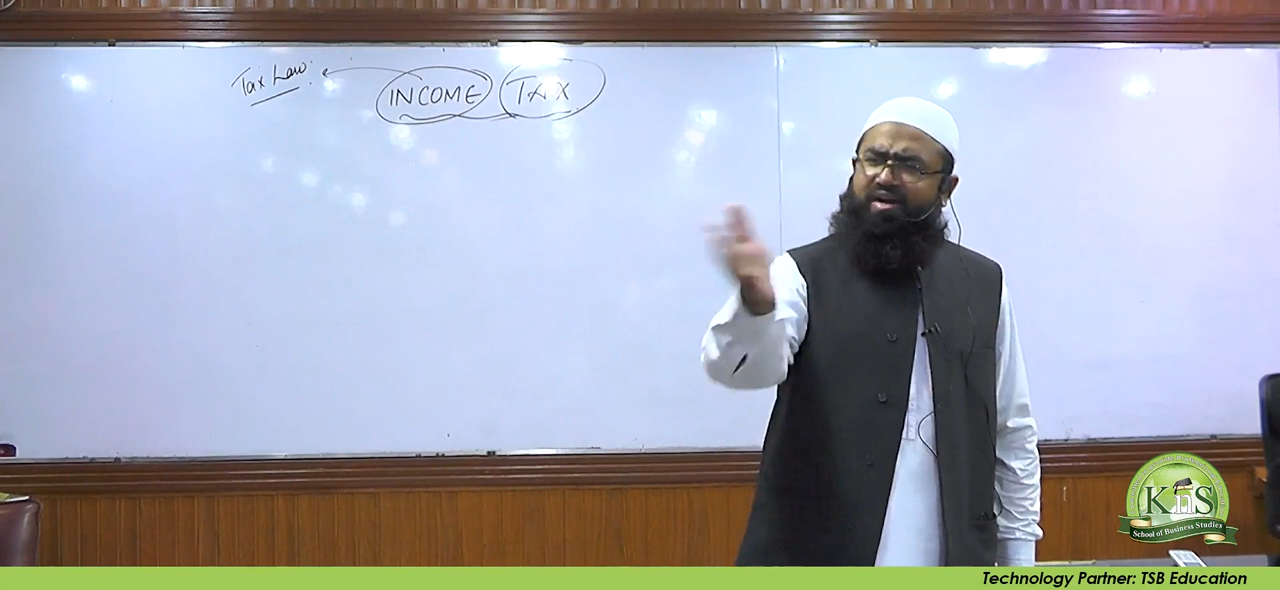 Tax Law:
INCOME TAX
KnS
School of Business Studies
Technology Partner: TSB Education